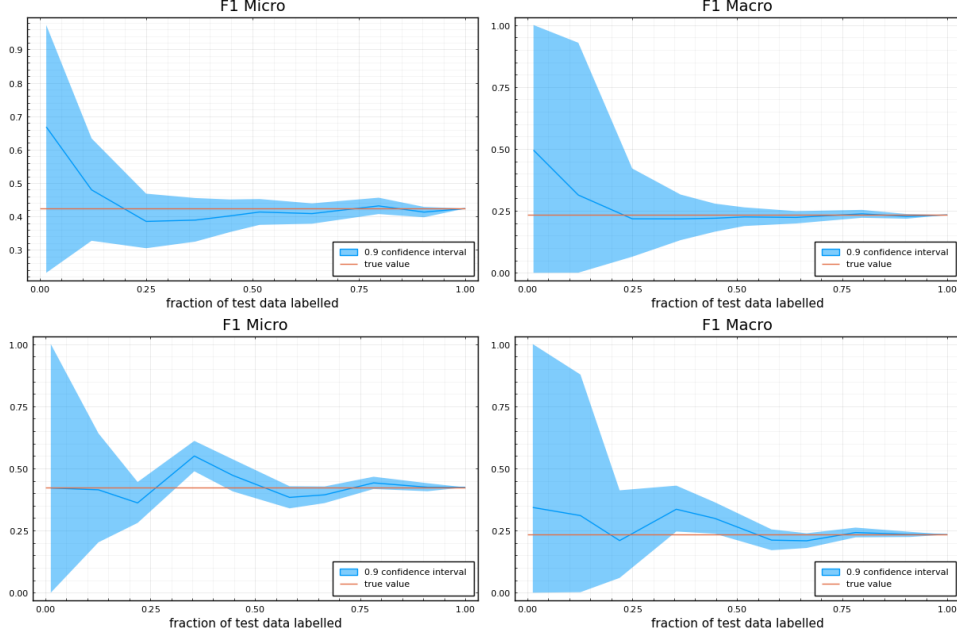 F1 Micro
0.9
0.8
0.7
0.6
0.5
0.4
0.3
0.00 0.25 0.50 0.75 1.00
fraction of test data labelled
0.9 confidence interval
true value
F1 Macro
1.00
0.75
0.50
0.25
0.00
0.00 0.25 0.50 0.75 1.00
fraction of test data labelled
0.9 confidence interval
true value
F1 Micro
1.00
0.75
0.50
0.25
0.00
0.00 0.25 0.50 0.75 1.00
fraction of test data labelled
0.9 confidence interval
true value
F1 Macro
1.00
0.75
0.50
0.25
0.00
0.00 0.25 0.50 0.75 1.00
fraction of test data labelled
0.9 confidence interval
true value